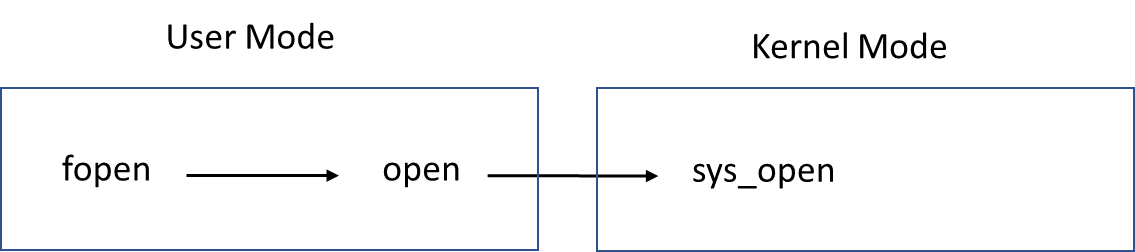 User Mode
Kernel Mode
fopen
open
sys_open